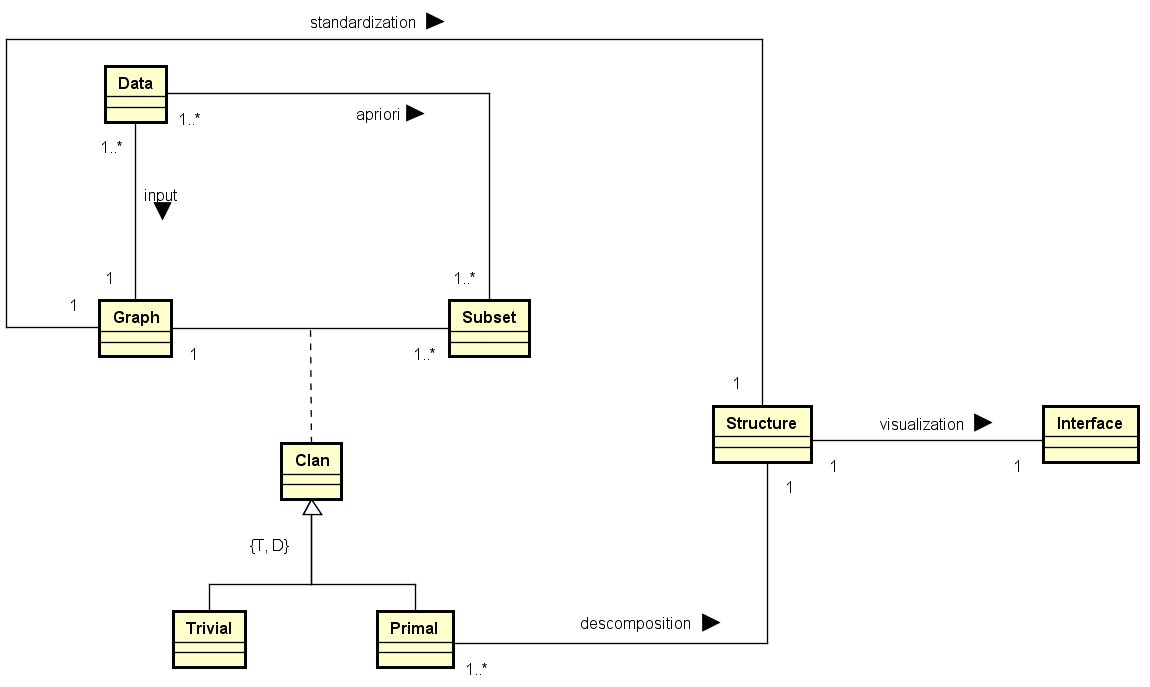 standardization
Data
1..*
apriori
1..*
input
1
1..*
1
Graph
Subset
1
1..*
1
Structure
visualization
Interface
Clan
1
1
1
{T, D}
Trivial
Primal
descomposition
1..*